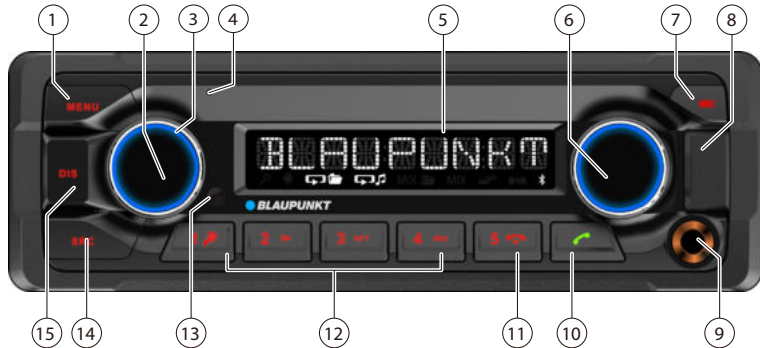 1 2 3 4 5 6 7 8
MENU
BLAUPUNKT
DIS
MIX MIX
BLAUPUNKT
SRC 1 2 3 4 5
15 14 13 12 11 10 9